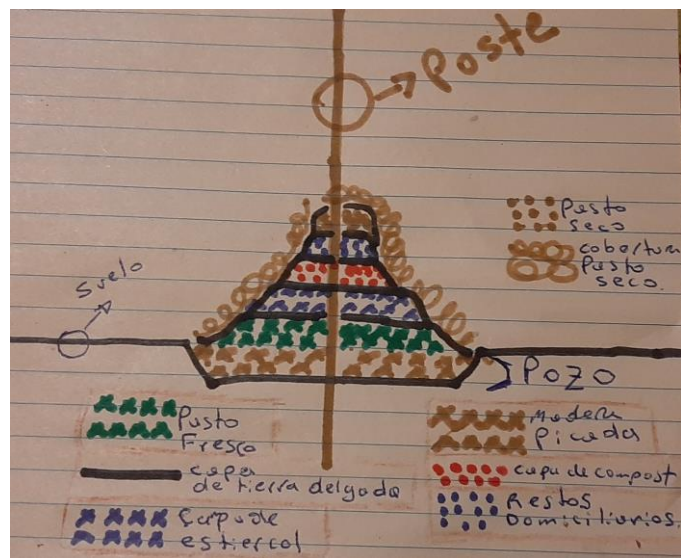 Poste
Pasto
seco
cobertura
Pasto
seco.
Suelo
Pozo
Pasto
Fresco
capa
de tierra delgada
Capa de
estiercol
Madera
Picada
capa de compost
Restos
Domiciliarios.